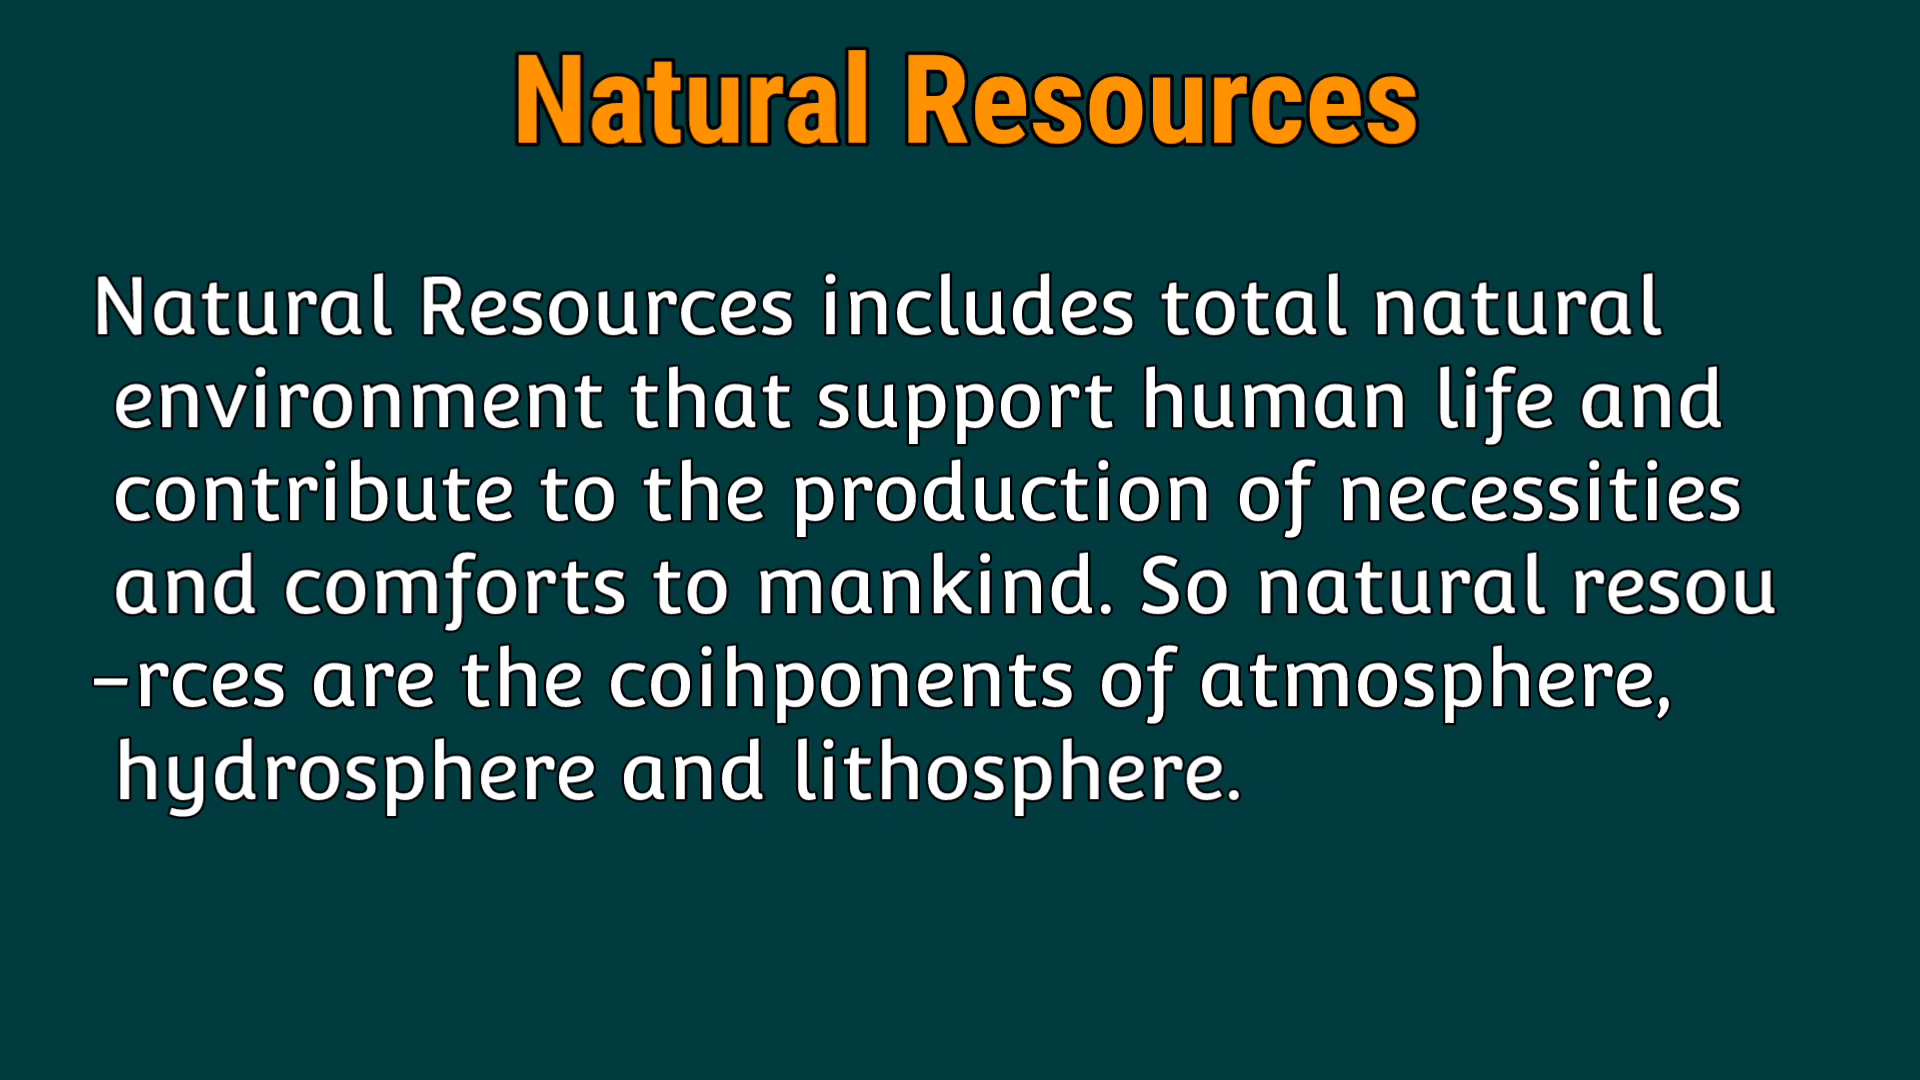 Natural Resources
Natural Resources includes total natural
environment that support human life and
contribute to the production of necessities
and comforts to mankind. So natural resou
-rces are the coihponents of atmosphere,
hydrosphere and lithosphere.